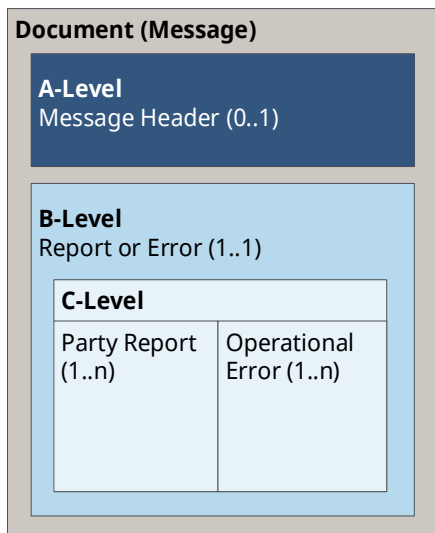 Document (Message)
A-Level
Message Header (0..1)
B-Level
Report or Error (1..1)
C-Level
Party Report
(1..n)
Operational
Error (1..n)